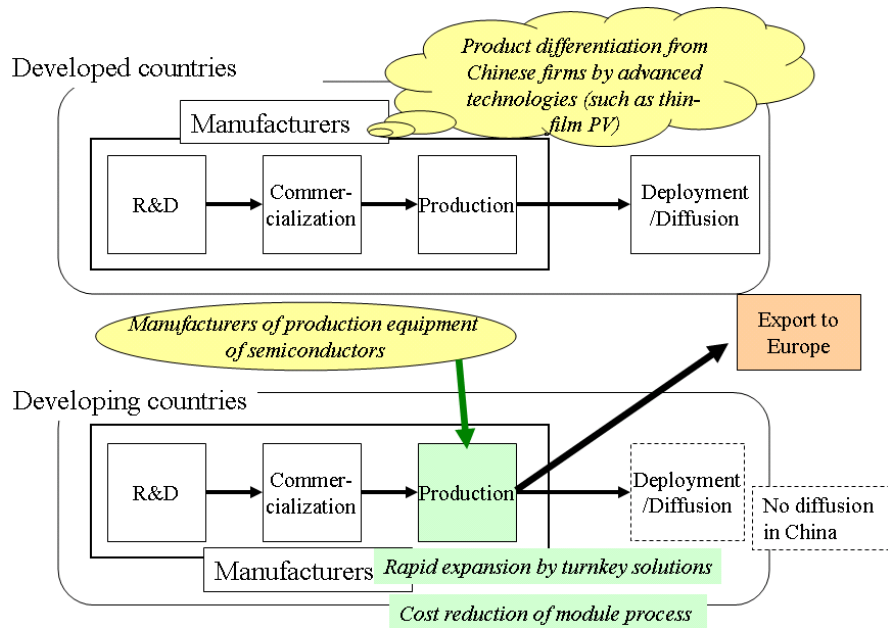 Product differentiation from
Chinese firms by advanced
technologies (such as thin-
film PV)
Developed countries
Manufacturers
R&D
Commer-
cialization
Production
Deployment
/Diffusion
Manufacturers of production equipment
of semiconductors
Export to
Europe
Developing countries
R&D
Commer-
cialization
Production
Deployment
/Diffusion
No diffusion
in China
Manufacturers
Rapid expansion by turnkey solutions
Cost reduction of module process